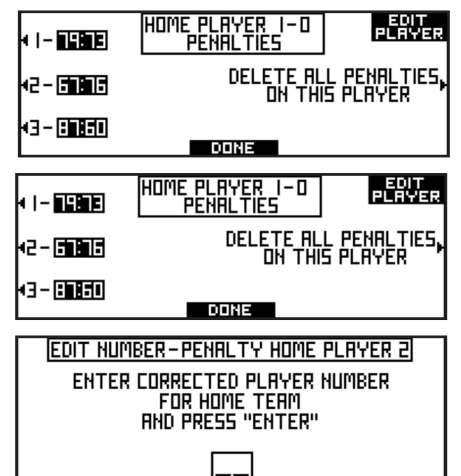 HOME PLAYER 1-0
PENALTIES
EDIT
PLAYER
1-
2-
3-
DELETE ALL PENALTIES
ON THIS PLAYER
DONE
HOME PLAYER 1-0
PENALTIES
EDIT
PLAYER
1-
2-
3-
DELETE ALL PENALTIES
ON THIS PLAYER
DONE
EDIT NUMBER-PENALTY HOME PLAYER 2
ENTER CORRECTED PLAYER NUMBER
FOR HOME TEAM
AND PRESS "ENTER"